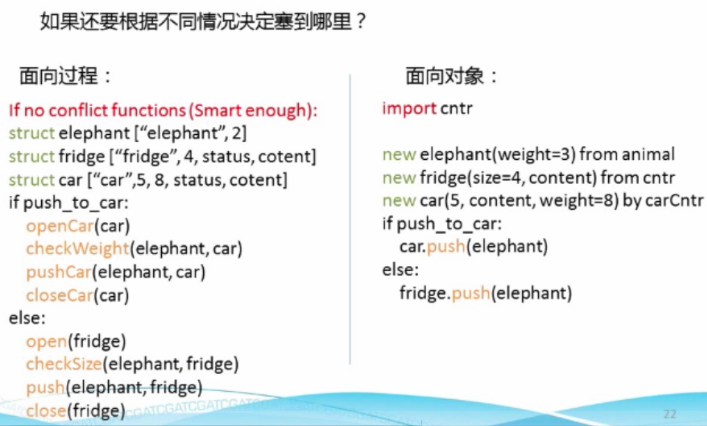 如果还要根据不同情况决定塞到哪里？
面向过程：
If no conflict functions (Smart enough):
struct elephant [“elephant”, 2]
struct fridge [“fridge”, 4, status, cotent]
struct car [“car”,5, 8, status, cotent]
if push_to_car:
openCar(car)
checkWeight(elephant, car)
pushCar(elephant, car)
closeCar(car)
else:
open(fridge)
checkSize(elephant, fridge)
push(elephant, fridge)
close(fridge)
面向对象：
import cntr
new elephant(weight=3) from animal
new fridge(size=4, content) from cntr
new car(5, content, weight=8) by carCntr
if push_to_car:
car.push(elephant)
else:
fridge.push(elephant)
22